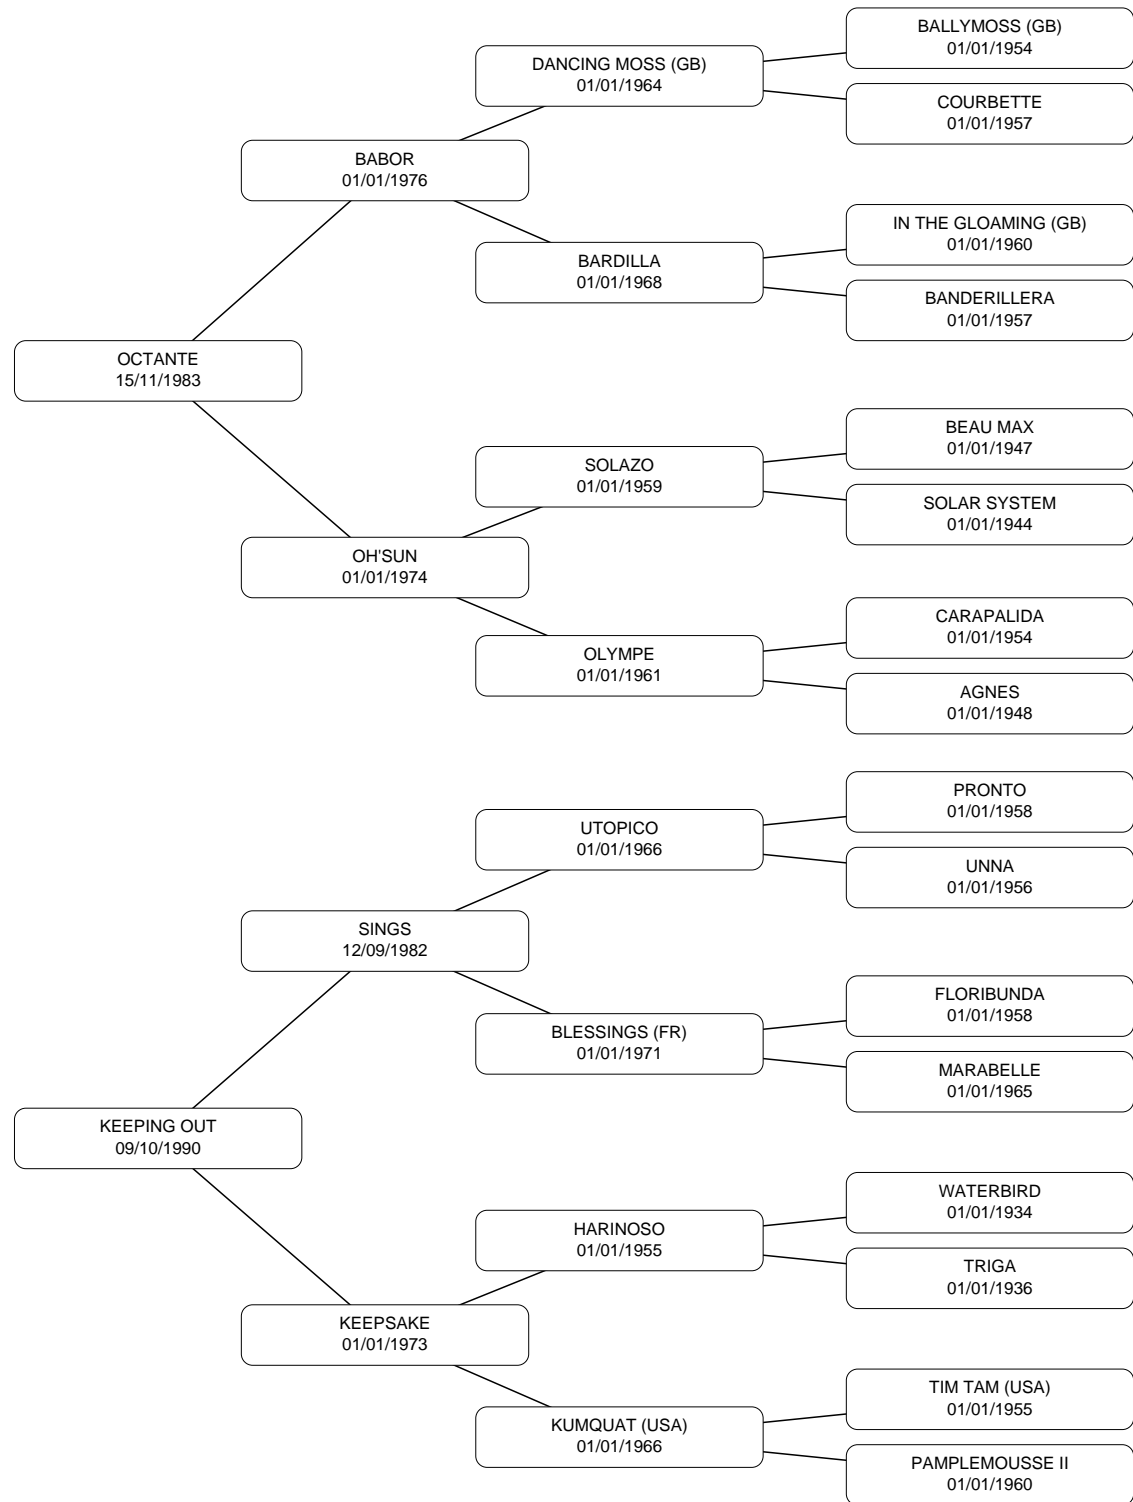 BALLYMOSS (GB)
01/01/1954
DANCING MOSS (GB)
01/01/1964
COURBETTE
01/01/1957
BABOR
01/01/1976
IN THE GLOAMING (GB)
01/01/1960
BARDILLA
01/01/1968
BANDERILLERA
01/01/1957
OCTANTE
15/11/1983
BEAU MAX
01/01/1947
SOLAZO
01/01/1959
SOLAR SYSTEM
01/01/1944
OH'SUN
01/01/1974
CARAPALIDA
01/01/1954
OLYMPE
01/01/1961
AGNES
01/01/1948
PRONTO
01/01/1958
UTOPICO
01/01/1966
UNNA
01/01/1956
SINGS
12/09/1982
FLORIBUNDA
01/01/1958
BLESSINGS (FR)
01/01/1971
MARABELLE
01/01/1965
KEEPING OUT
09/10/1990
WATERBIRD
01/01/1934
HARINOSO
01/01/1955
TRIGA
01/01/1936
KEEPSAKE
01/01/1973
TIM TAM (USA)
01/01/1955
KUMQUAT (USA)
01/01/1966
PAMPLEMOUSSE II
01/01/1960